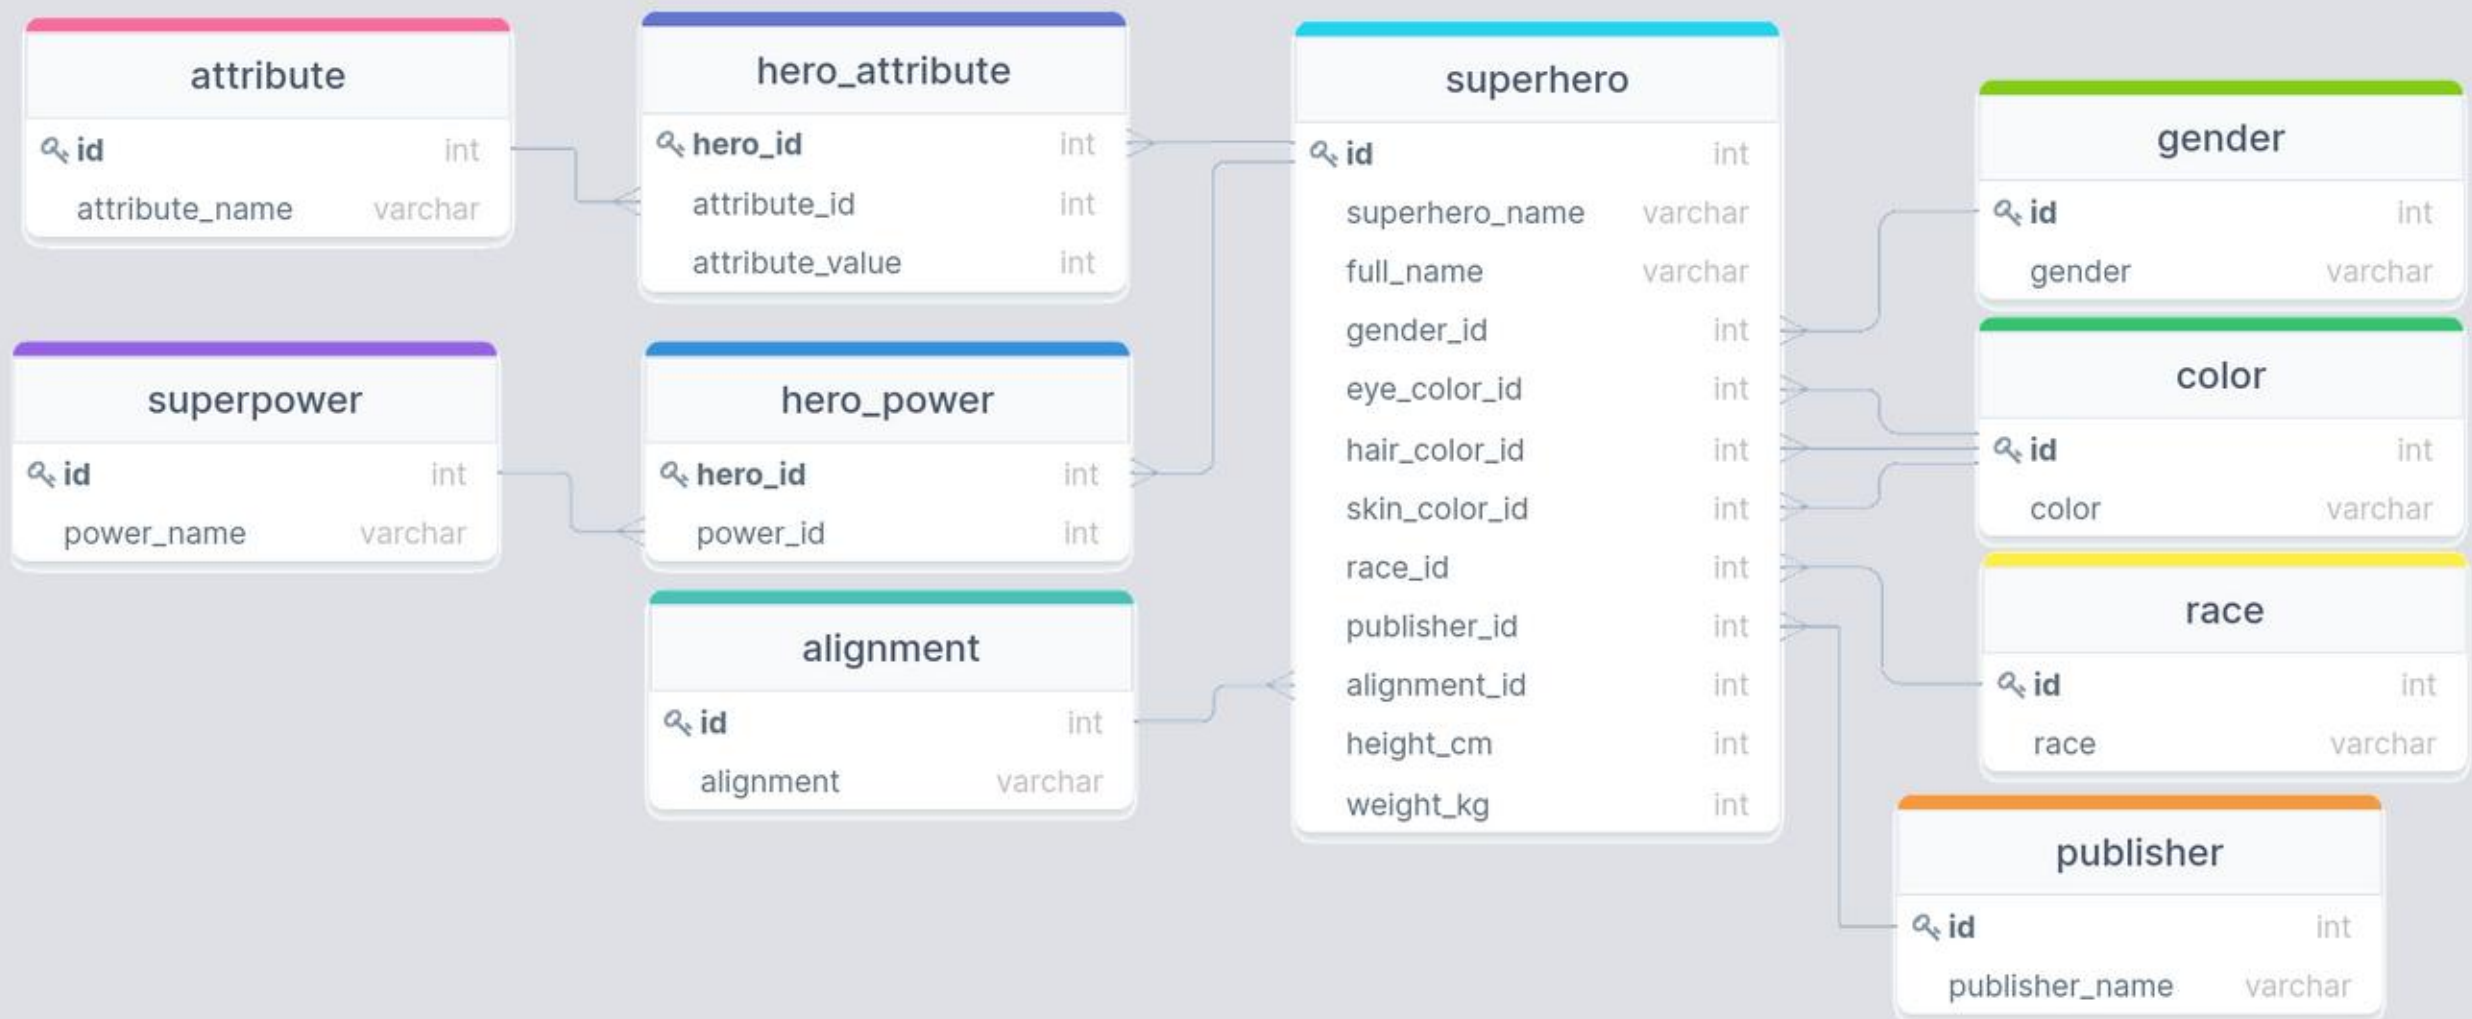 attribute
id int
attribute_name varchar
hero_attribute
hero_id int
attribute_id int
attribute_value int
superhero
id int
superhero_name varchar
full_name varchar
gender_id int
eye_color_id int
hair_color_id int
skin_color_id int
race_id int
publisher_id int
alignment_id int
height_cm int
weight_kg int
gender
id int
gender varchar
superpower
id int
power_name varchar
hero_power
hero_id int
power_id int
color
id int
color varchar
alignment
id int
alignment varchar
race
id int
race varchar
publisher
id int
publisher_name varchar